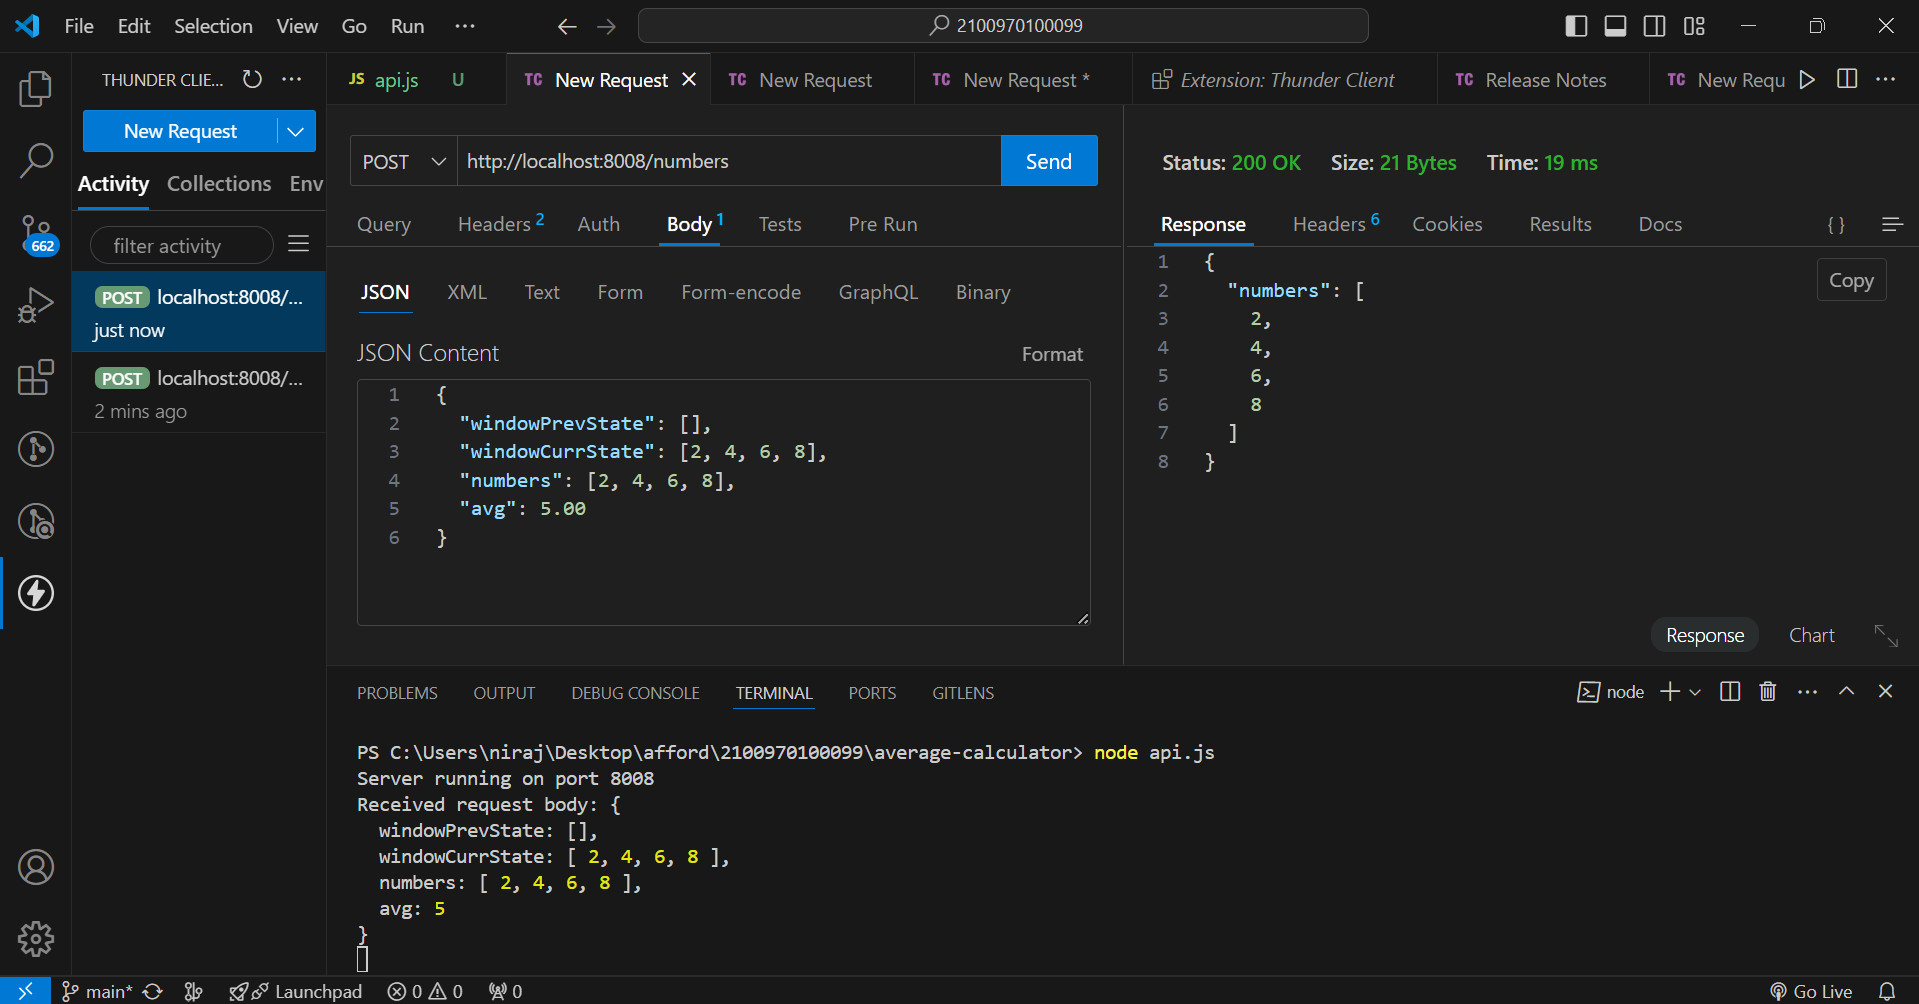 File Edit Selection View Go Run ···
2100970100099
THUNDER CLIE... ···
JS api.js U
TC New Request
TC New Request
TC New Request *
Extension: Thunder Client
TC Release Notes
TC New Requ
···
New Request
Activity Collections Env
filter activity
POST localhost:8008/...
just now
POST localhost:8008/...
2 mins ago
662
POST http://localhost:8008/numbers Send
Query Headers 2 Auth Body 1 Tests Pre Run
JSON XML Text Form Form-encode GraphQL Binary
JSON Content Format
1 {
2 "windowPrevState": [],
3 "windowCurrState": [2, 4, 6, 8],
4 "numbers": [2, 4, 6, 8],
5 "avg": 5.00
6 }
Status: 200 OK Size: 21 Bytes Time: 19 ms
Response Headers 6 Cookies Results Docs { }
Copy
1 {
2 "numbers": [
3 2,
4 4,
5 6,
6 8
7 ]
8 }
Response Chart
PROBLEMS OUTPUT DEBUG CONSOLE TERMINAL PORTS GITLENS
node ···
PS C:\Users\niraj\Desktop\afford\2100970100099\average-calculator> node api.js
Server running on port 8008
Received request body: {
windowPrevState: [],
windowCurrState: [ 2, 4, 6, 8 ],
numbers: [ 2, 4, 6, 8 ],
avg: 5
}
main* Launchpad 0 0 0 Go Live